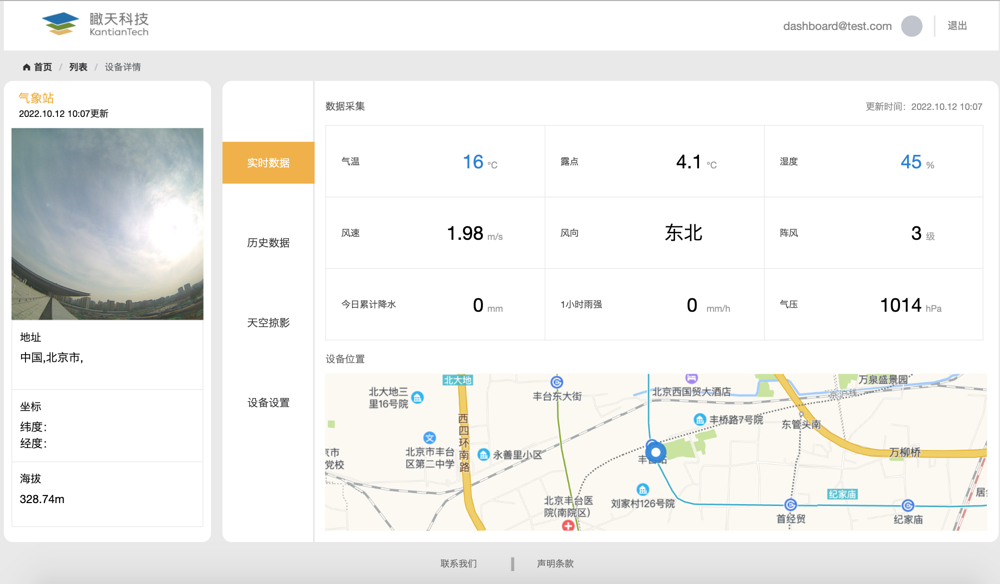 瞰天科技
KantianTech
dashboard@test.com
退出
首页 / 列表 / 设备详情
气象站
2022.10.12 10:07更新
地址
中国,北京市,
坐标
纬度：
经度：
海拔
328.74m
实时数据
历史数据
天空掠影
设备设置
数据采集
更新时间：2022.10.12 10:07
气温 16 °C
露点 4.1 °C
湿度 45 %
风速 1.98 m/s
风向 东北
阵风 3 级
今日累计降水 0 mm
1小时雨强 0 mm/h
气压 1014 hPa
设备位置
北大地
北大地三
里16号院
丰台东大街
北京西国贸大酒店
万泉盛景园
京沪线
西四环南路
丰桥路7号院
东管头南
北京市丰台
区第二中学
永善里小区
党校
丰台站
万柳桥
北京丰台医
院(南院区)
刘家村126号院
纪家庙
首经贸
纪家庙
联系我们
声明条款